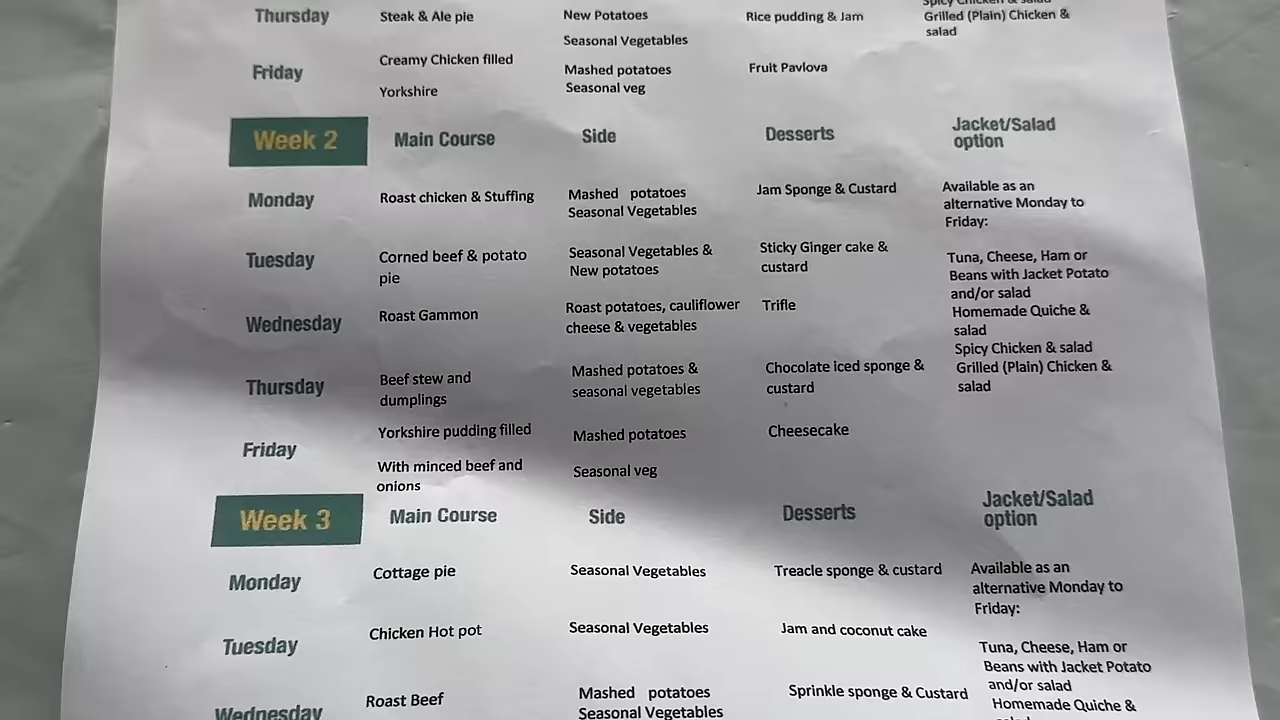 Thursday
Steak & Ale pie
New Potatoes
Seasonal Vegetables
Rice pudding & Jam
Spicy Chicken & salad
Grilled (Plain) Chicken &
salad
Friday
Creamy Chicken filled
Yorkshire
Mashed potatoes
Seasonal veg
Fruit Pavlova
Week 2
Main Course
Side
Desserts
Jacket/Salad
option
Monday
Roast chicken & Stuffing
Mashed potatoes
Seasonal Vegetables
Jam Sponge & Custard
Available as an
alternative Monday to
Friday:
Tuesday
Corned beef & potato
pie
Seasonal Vegetables &
New potatoes
Sticky Ginger cake &
custard
Tuna, Cheese, Ham or
Beans with Jacket Potato
and/or salad
Homemade Quiche &
salad
Spicy Chicken & salad
Grilled (Plain) Chicken &
salad
Wednesday
Roast Gammon
Roast potatoes, cauliflower
cheese & vegetables
Trifle
Thursday
Beef stew and
dumplings
Mashed potatoes &
seasonal vegetables
Chocolate iced sponge &
custard
Friday
Yorkshire pudding filled
With minced beef and
onions
Mashed potatoes
Seasonal veg
Cheesecake
Week 3
Main Course
Side
Desserts
Jacket/Salad
option
Monday
Cottage pie
Seasonal Vegetables
Treacle sponge & custard
Available as an
alternative Monday to
Friday:
Tuesday
Chicken Hot pot
Seasonal Vegetables
Jam and coconut cake
Tuna, Cheese, Ham or
Beans with Jacket Potato
and/or salad
Homemade Quiche &
Wednesday
Roast Beef
Mashed potatoes
Seasonal Vegetables
Sprinkle sponge & Custard